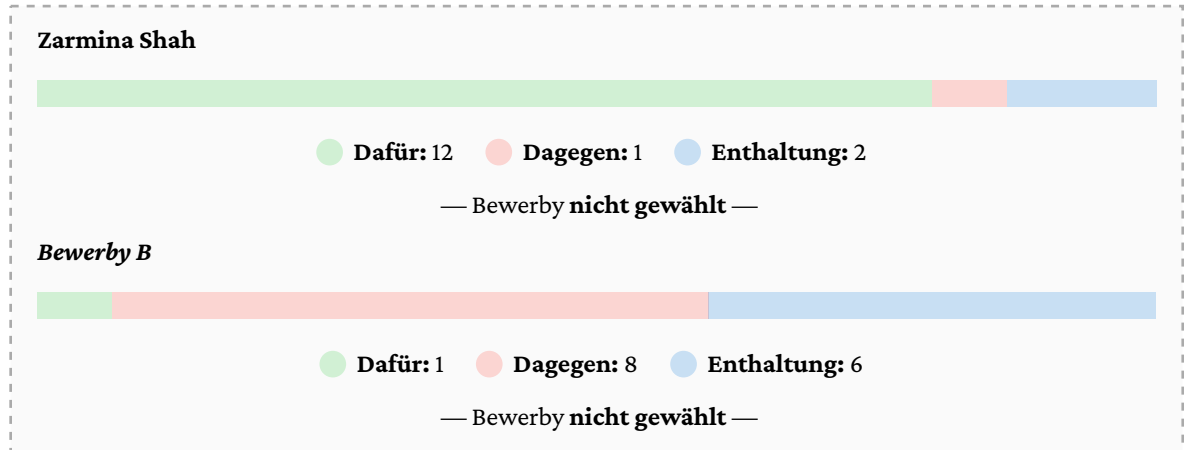 Zarmina Shah
Dafür: 12 Dagegen: 1 Enthaltung: 2
— Bewerby nicht gewählt —
Bewerby B
Dafür: 1 Dagegen: 8 Enthaltung: 6
— Bewerby nicht gewählt —